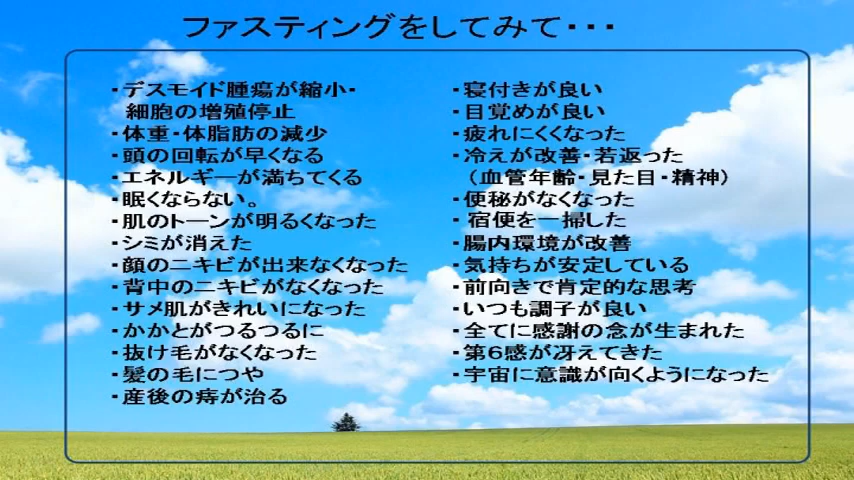 ファスティングをしてみて・・・
・デスモイド腫瘍が縮小・
細胞の増殖停止
・体重・体脂肪の減少
・頭の回転が早くなる
・エネルギーが満ちてくる
・眠くならない。
・肌のトーンが明るくなった
・シミが消えた
・顔のニキビが出来なくなった
・背中のニキビがなくなった
・サメ肌がきれいになった
・かかとがつるつるに
・抜け毛がなくなった
・髪の毛につや
・産後の痔が治る
・寝付きが良い
・目覚めが良い
・疲れにくくなった
・冷えが改善・若返った
（血管年齢・見た目・精神）
・便秘がなくなった
・宿便を一掃した
・腸内環境が改善
・気持ちが安定している
・前向きで肯定的な思考
・いつも調子が良い
・全てに感謝の念が生まれた
・第６感が冴えてきた
・宇宙に意識が向くようになった